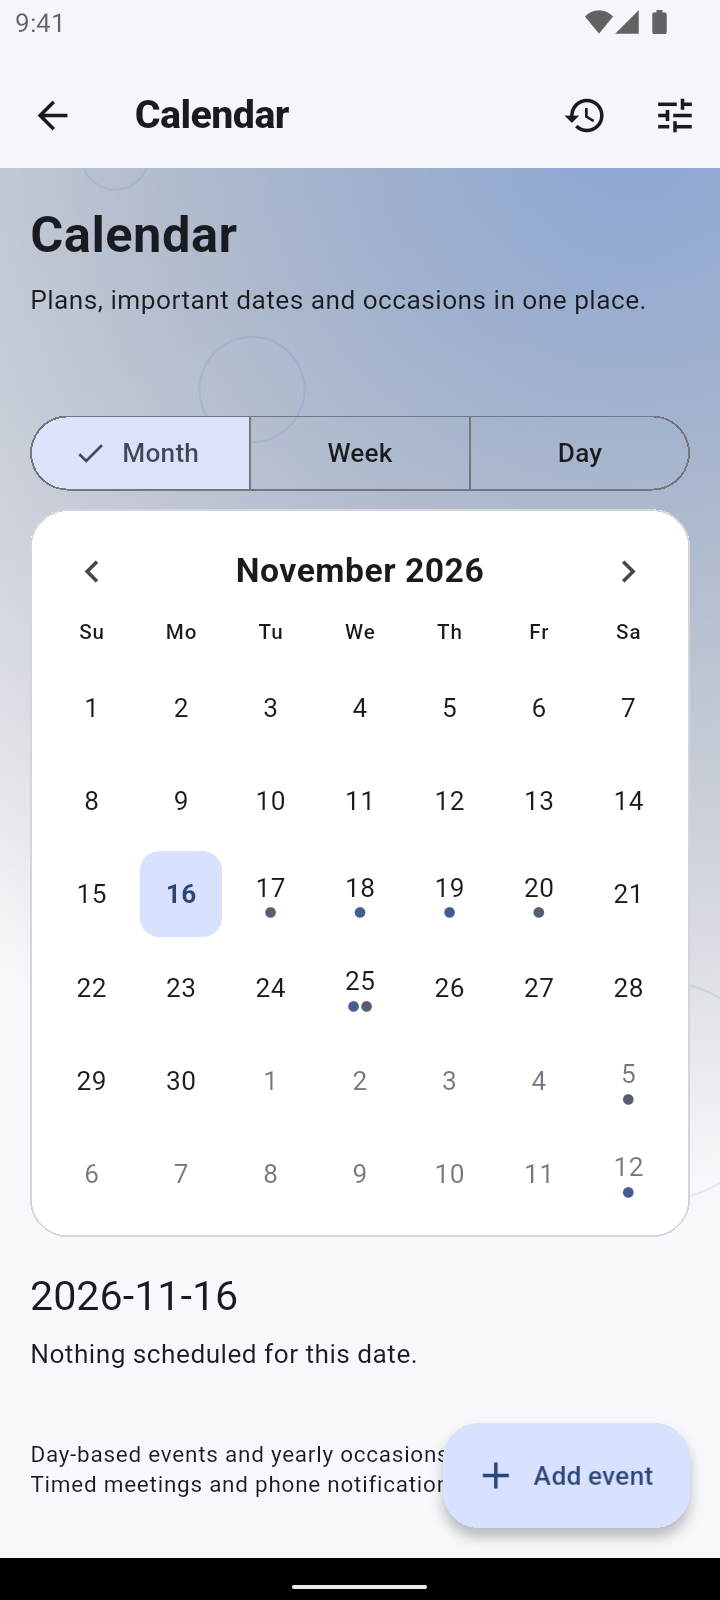 9:41
Calendar
Calendar
Plans, important dates and occasions in one place.
Month Week Day
November 2026
Su Mo Tu We Th Fr Sa
1 2 3 4 5 6 7
8 9 10 11 12 13 14
15 16 17 18 19 20 21
22 23 24 25 26 27 28
29 30 1 2 3 4 5
6 7 8 9 10 11 12
2026-11-16
Nothing scheduled for this date.
Day-based events and yearly occasions
Timed meetings and phone
Add event